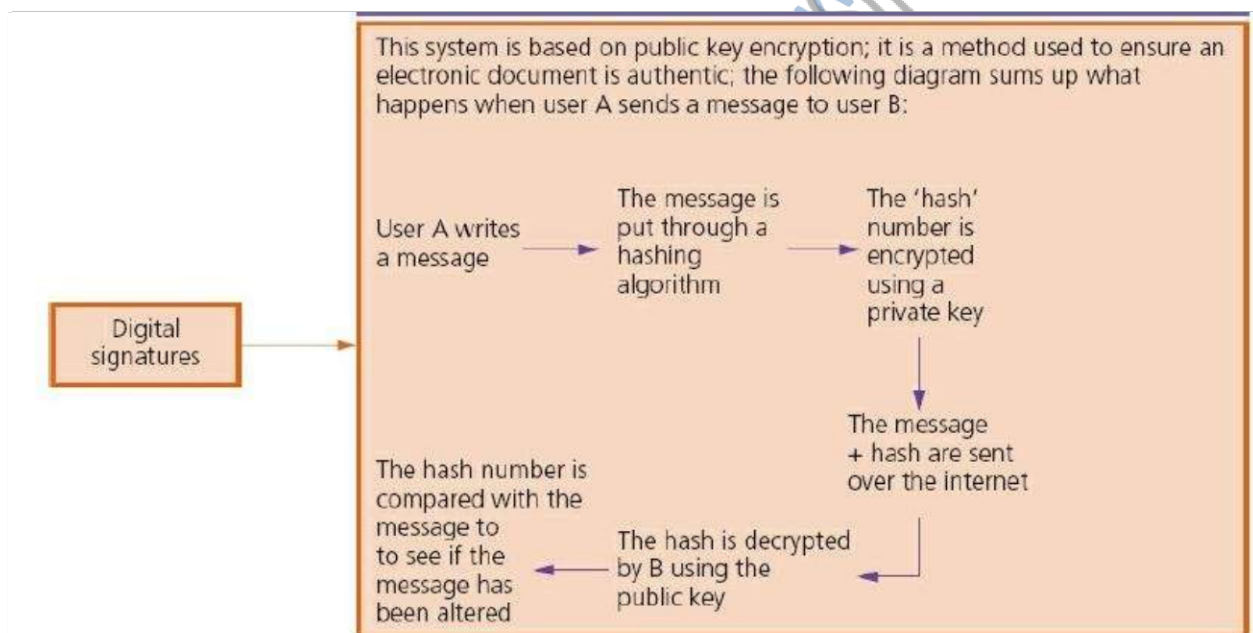 This system is based on public key encryption; it is a method used to ensure an
electronic document is authentic; the following diagram sums up what
happens when user A sends a message to user B:
User A writes
a message
The message is
put through a
hashing
algorithm
The ‘hash’
number is
encrypted
using a
private key
Digital
signatures
The message
+ hash are sent
over the internet
The hash is decrypted
by B using the
public key
The hash number is
compared with the
message to
to see if the
message has
been altered